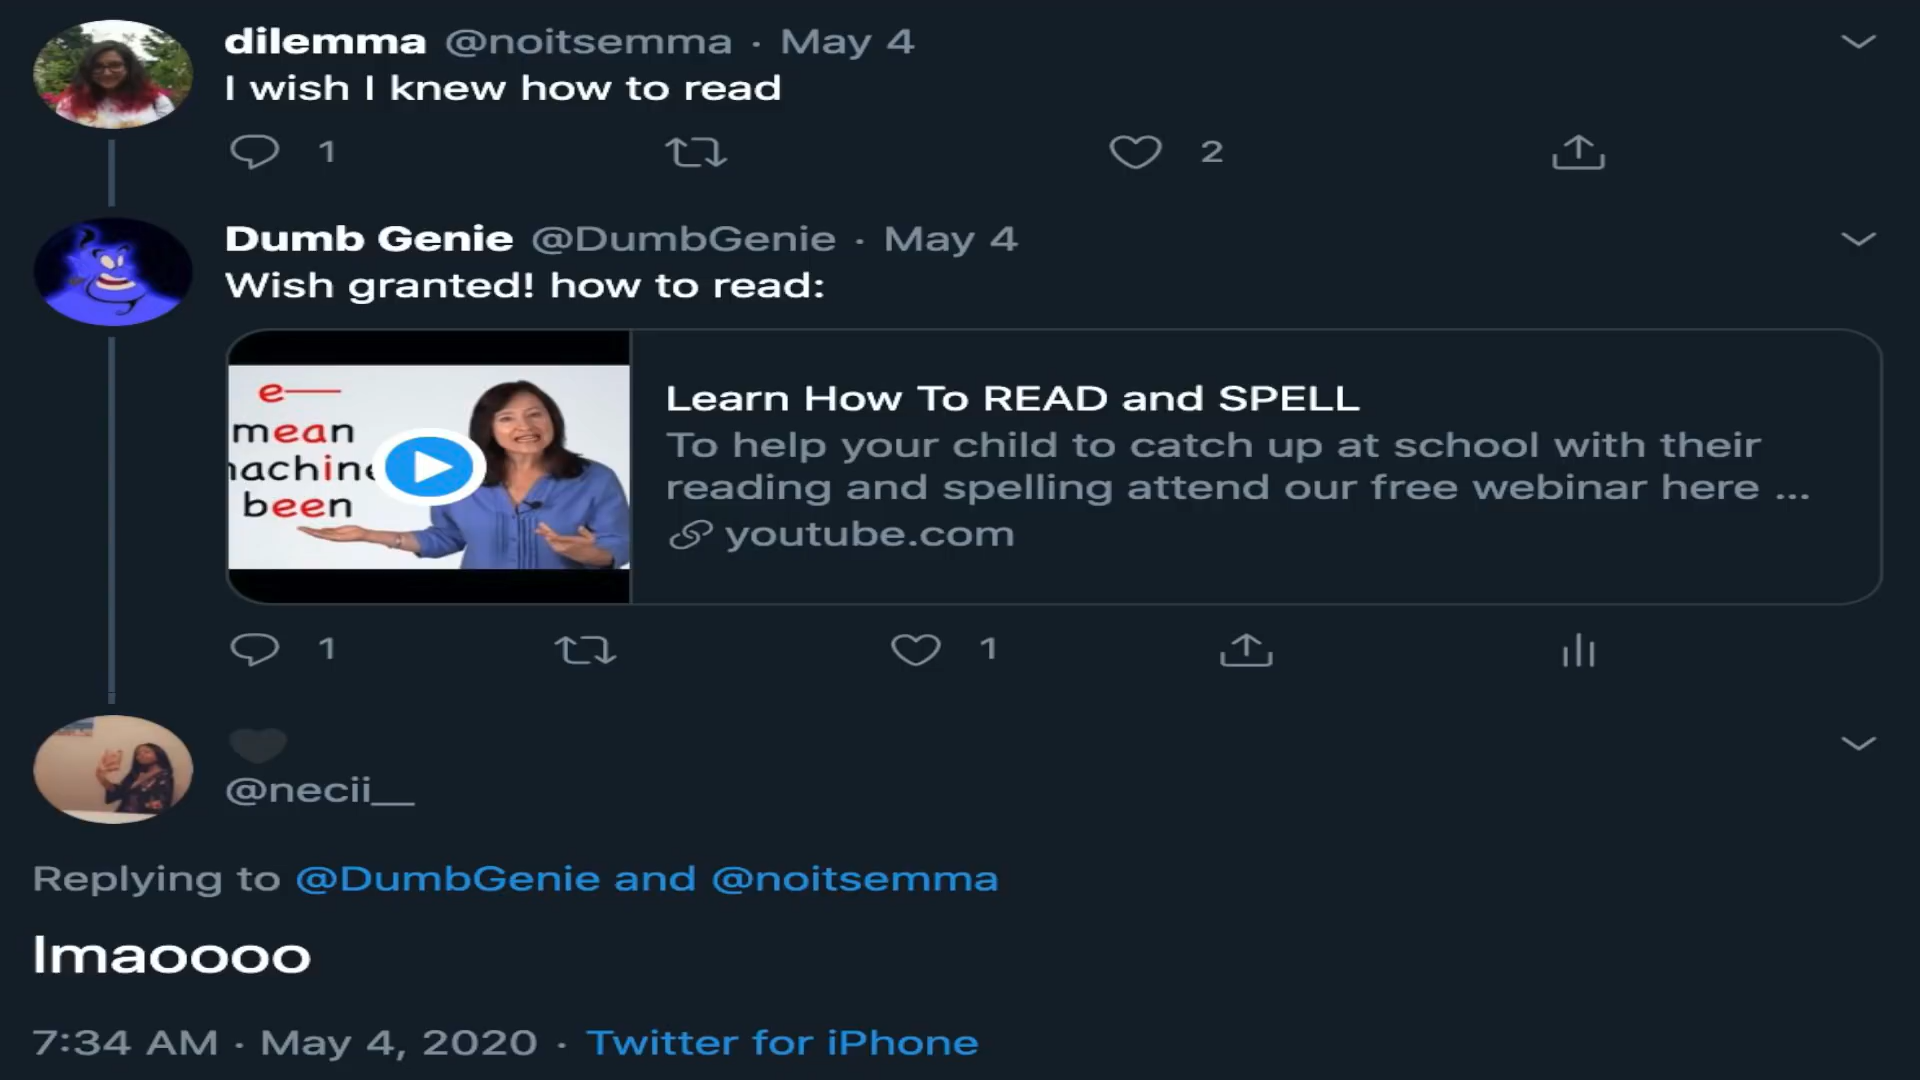 dilemma @noitsemma · May 4
I wish I knew how to read
1 2
Dumb Genie @DumbGenie · May 4
Wish granted! how to read:
e—
mean
been
Learn How To READ and SPELL
To help your child to catch up at school with their
reading and spelling attend our free webinar here ...
youtube.com
1 1
@necii__
Replying to @DumbGenie and @noitsemma
lmaoooo
7:34 AM · May 4, 2020 · Twitter for iPhone